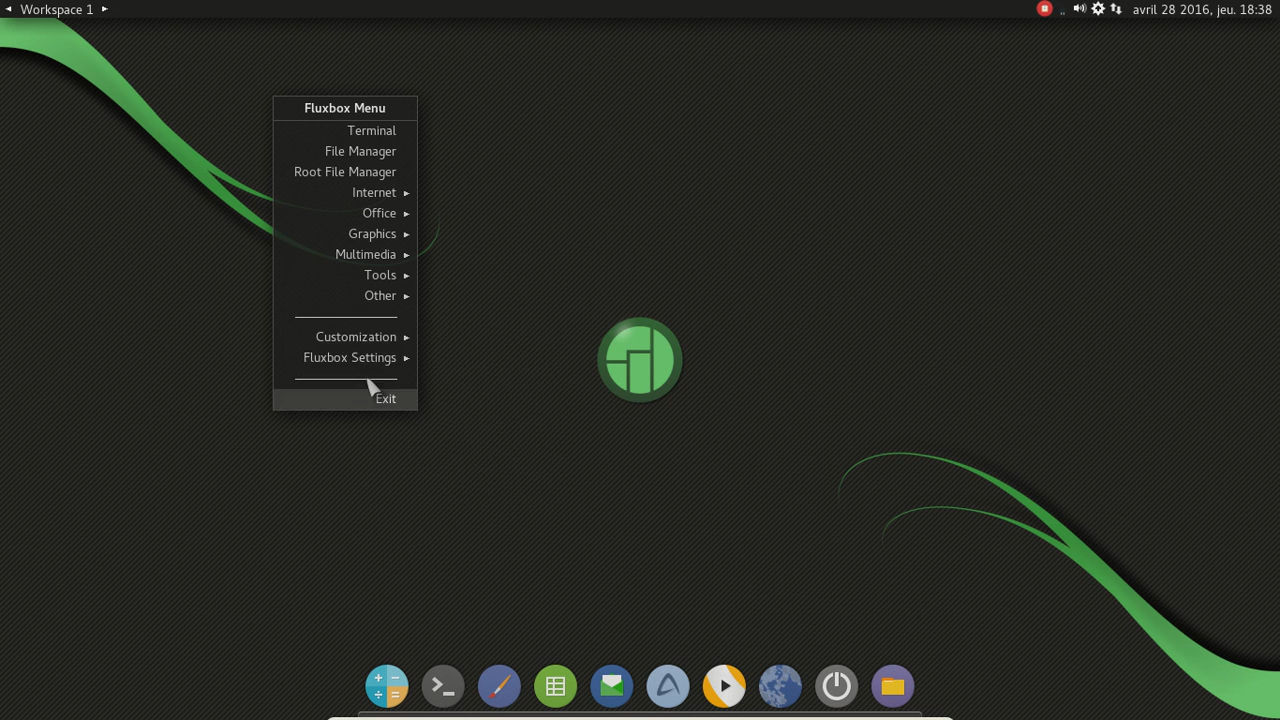 Workspace 1
avril 28 2016, jeu. 18:38
Fluxbox Menu
Terminal
File Manager
Root File Manager
Internet
Office
Graphics
Multimedia
Tools
Other
Customization
Fluxbox Settings
Exit